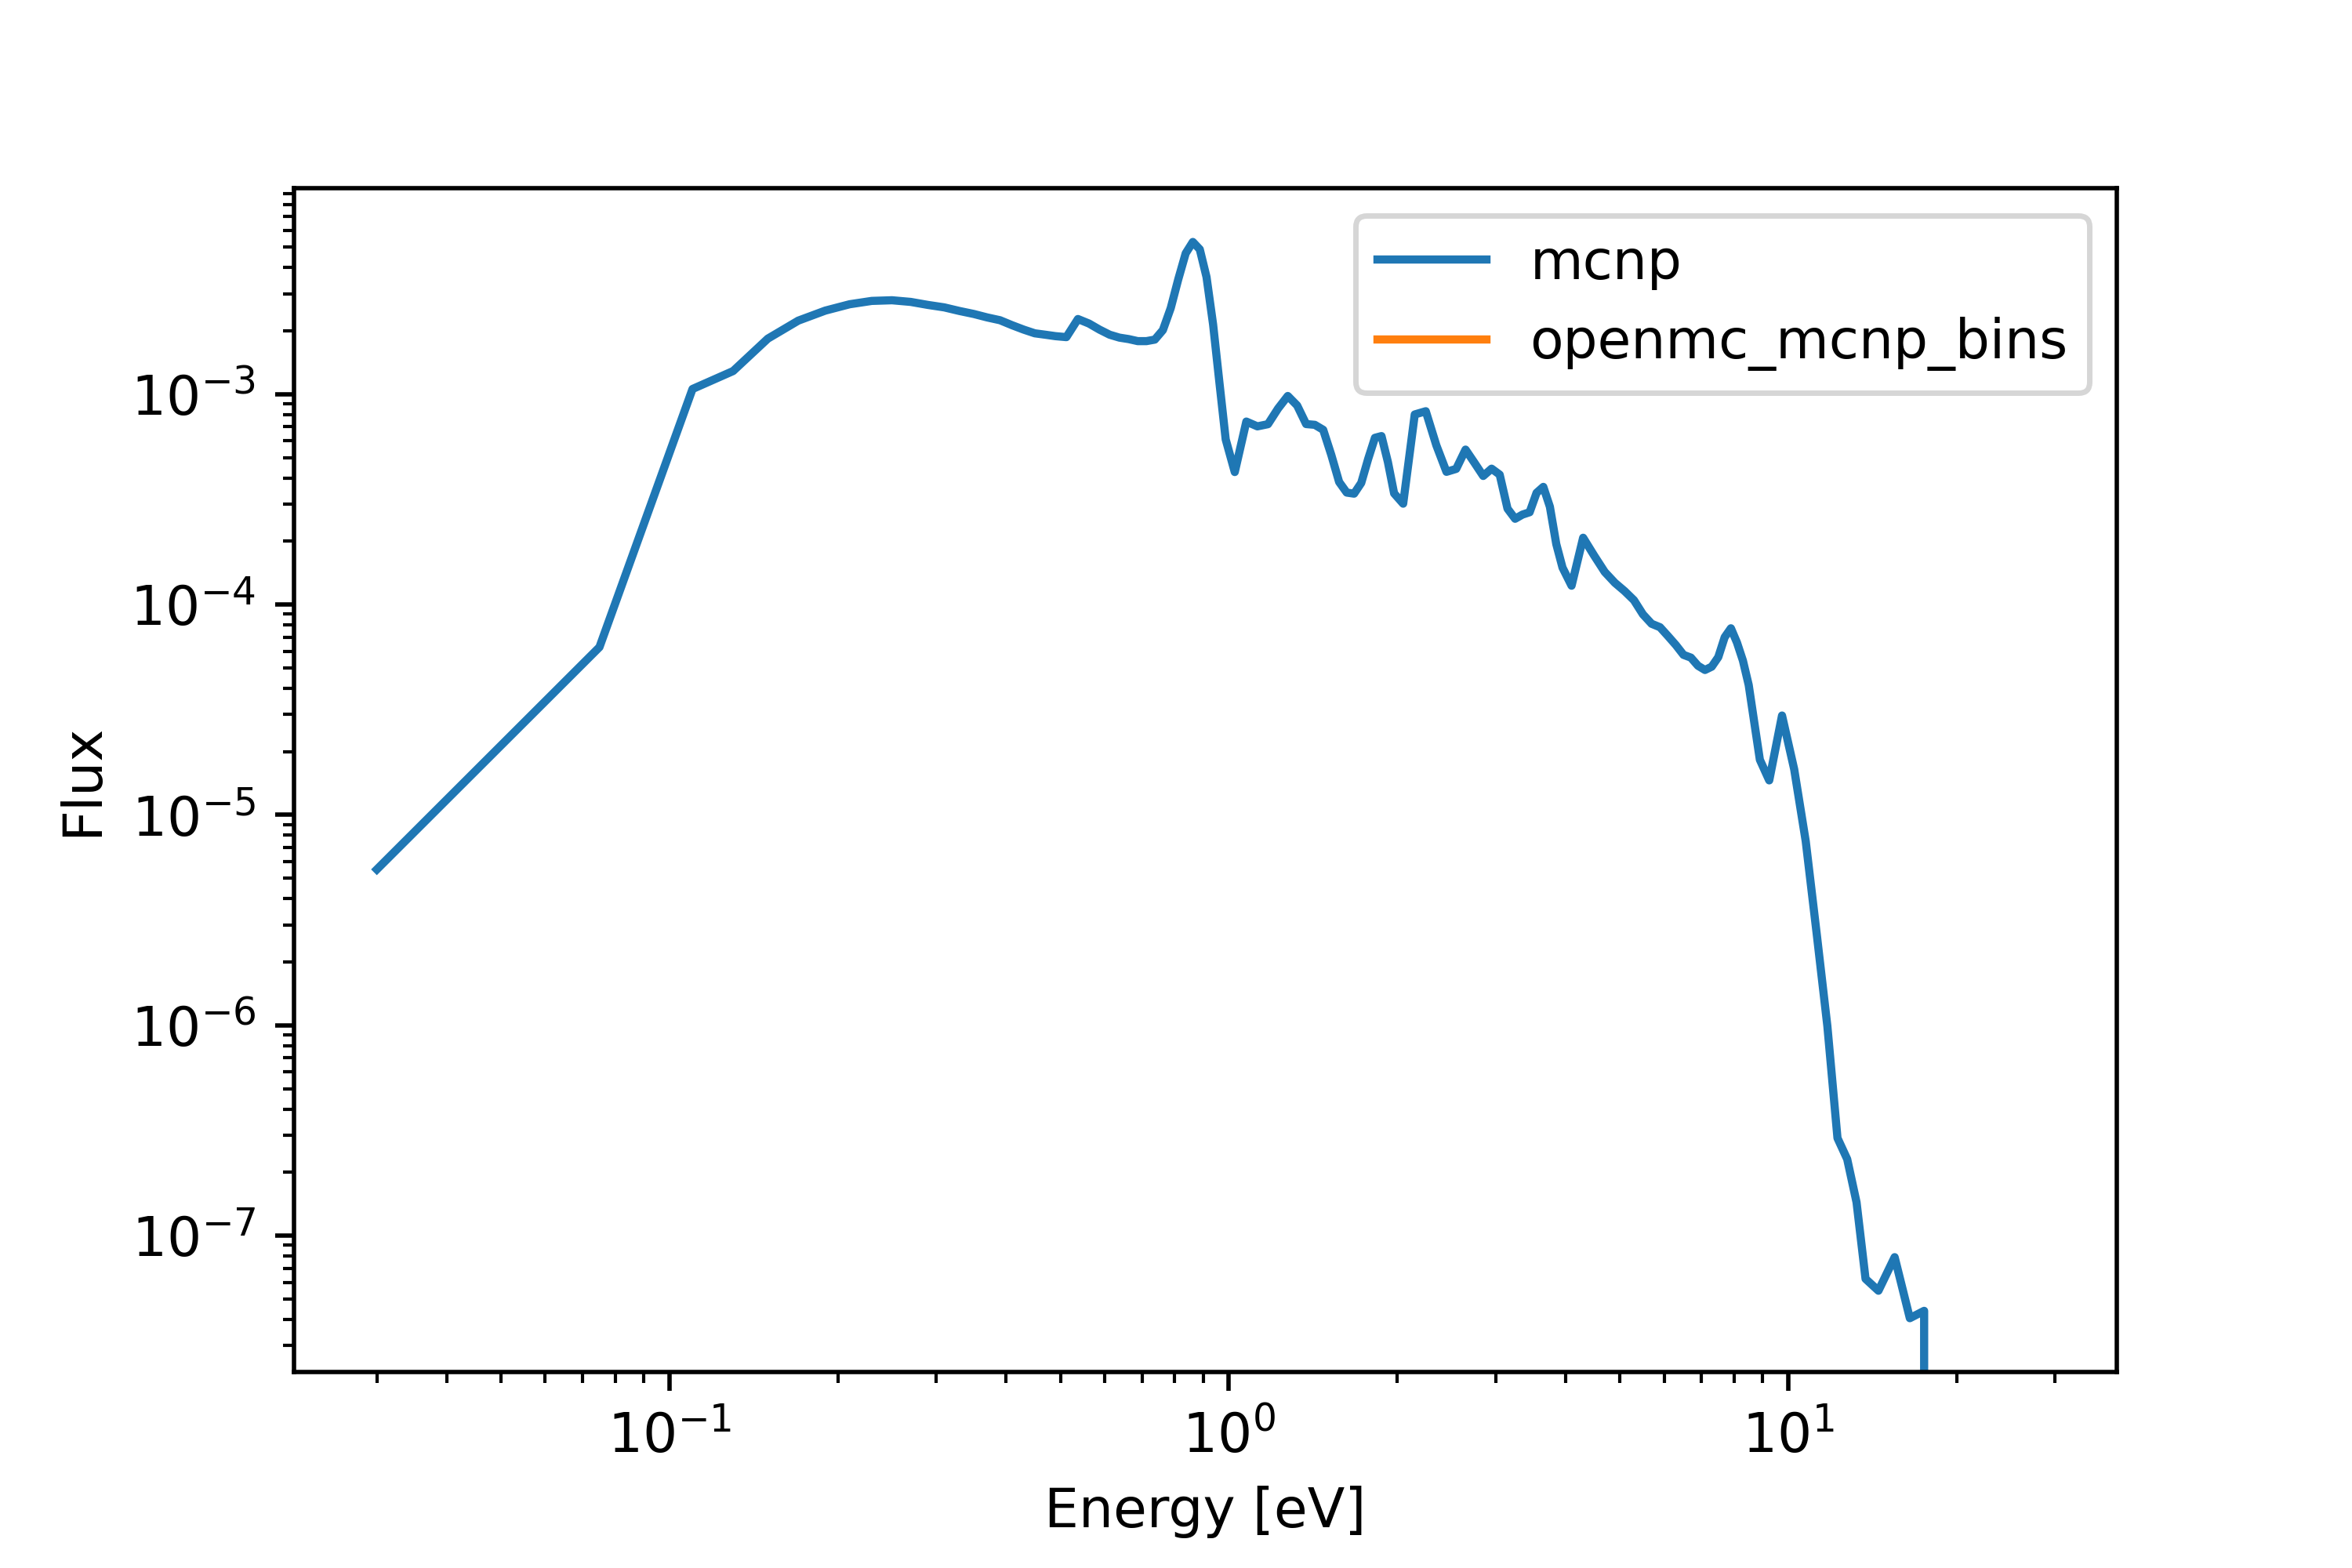 mcnp
openmc_mcnp_bins
10⁻³
10⁻⁴
10⁻⁵
10⁻⁶
10⁻⁷
Flux
10⁻¹
10⁰
10¹
Energy [eV]